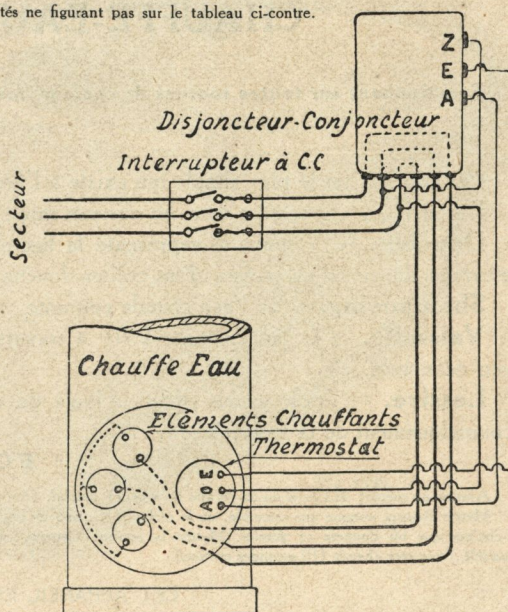 tés ne figurant pas sur le tableau ci-contre.
Z
E
A
Disjoncteur-Conjoncteur
Interrupteur à C.C
Secteur
Chauffe Eau
Eléments Chauffants
Thermostat
E
O
A